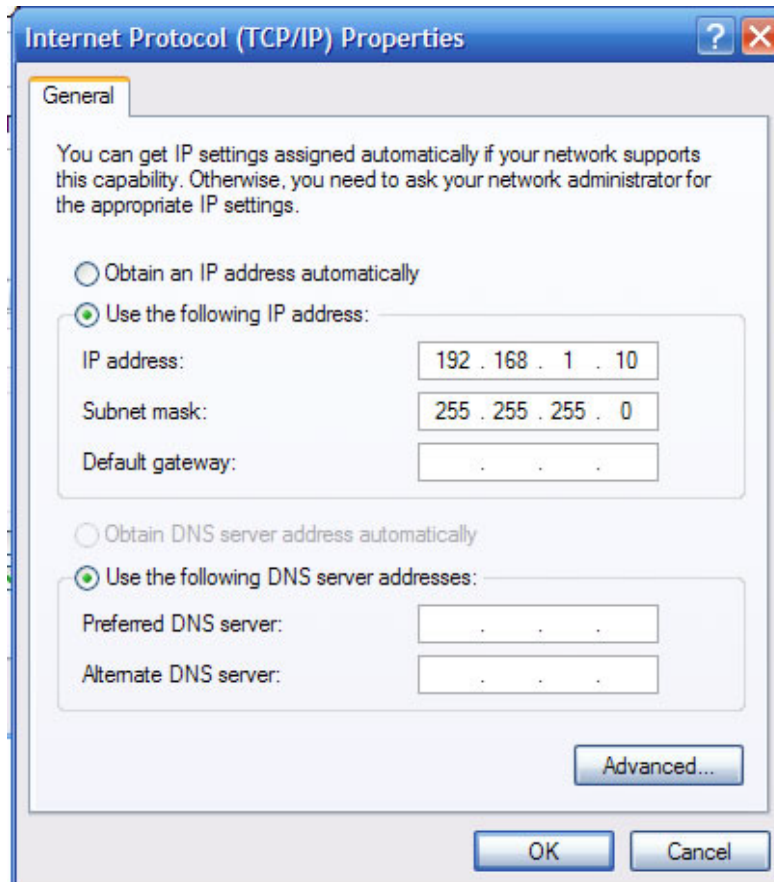 Internet Protocol (TCP/IP) Properties
General
You can get IP settings assigned automatically if your network supports
this capability. Otherwise, you need to ask your network administrator for
the appropriate IP settings.
Obtain an IP address automatically
Use the following IP address:
IP address: 192 . 168 . 1 . 10
Subnet mask: 255 . 255 . 255 . 0
Default gateway: . . .
Obtain DNS server address automatically
Use the following DNS server addresses:
Preferred DNS server: . . .
Alternate DNS server: . . .
Advanced...
OK Cancel